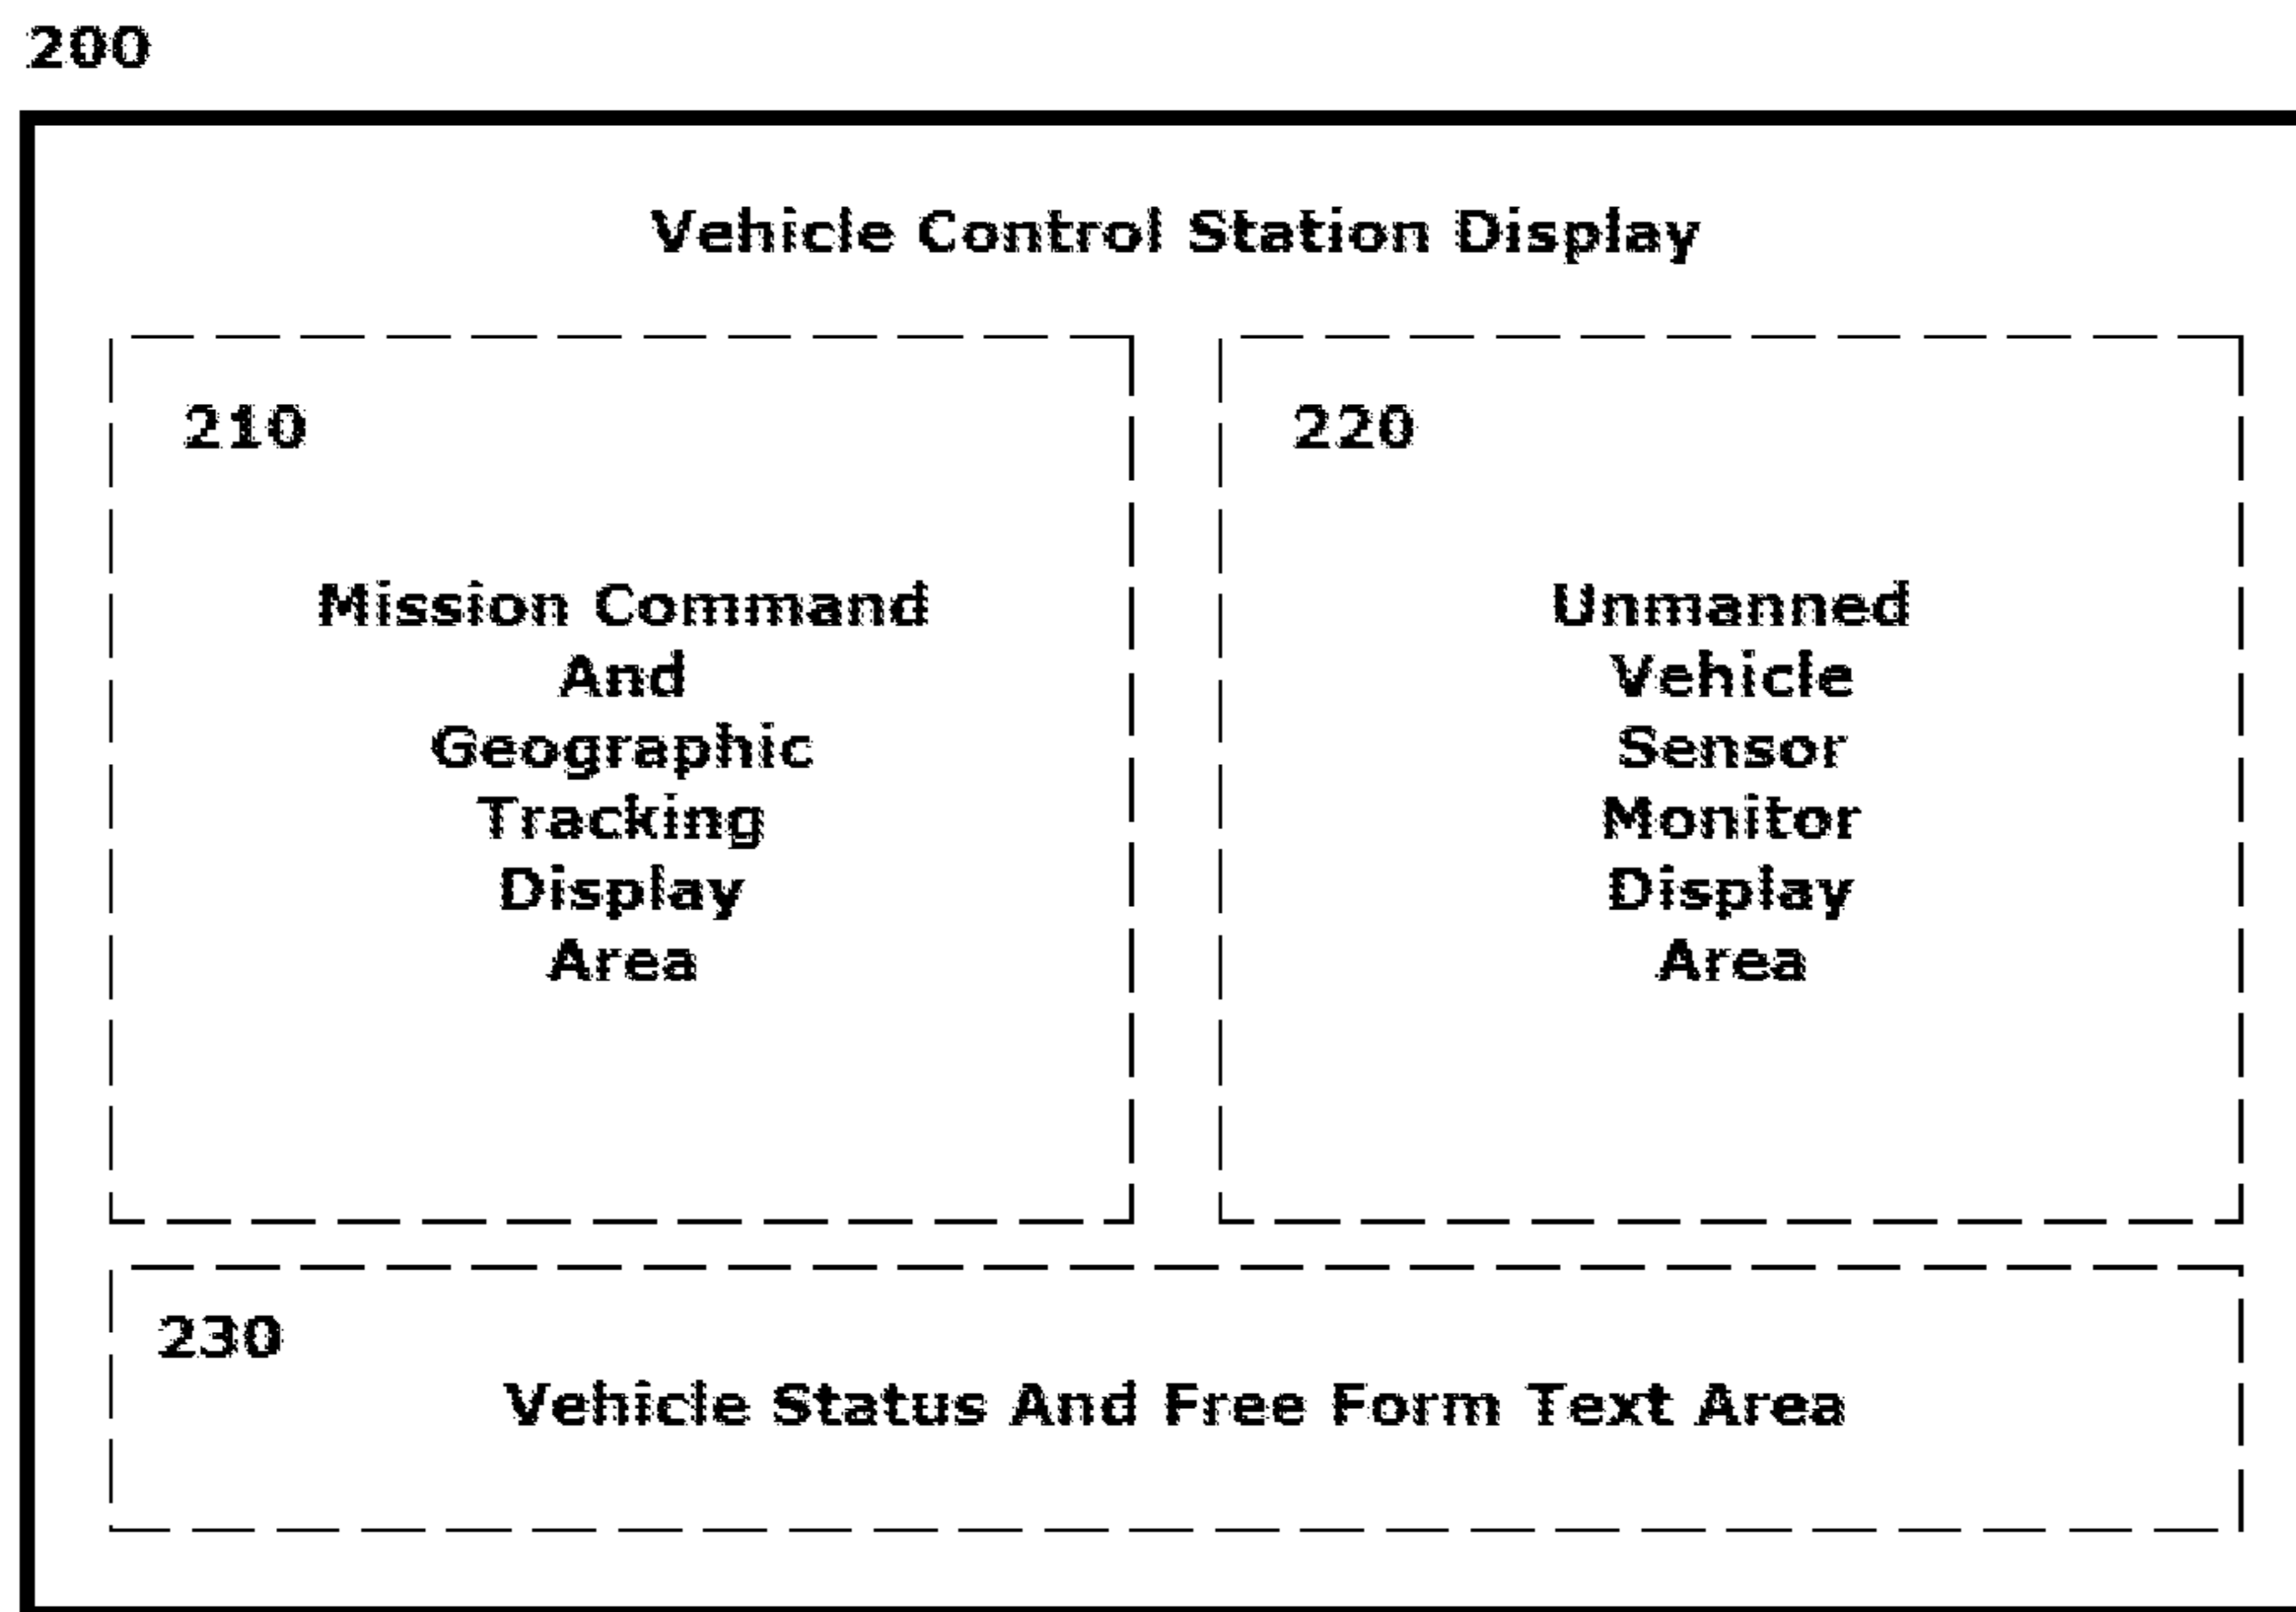 200
Vehicle Control Station Display
210
Mission Command
And
Geographic
Tracking
Display
Area
220
Unmanned
Vehicle
Sensor
Monitor
Display
Area
230
Vehicle Status And Free Form Text Area